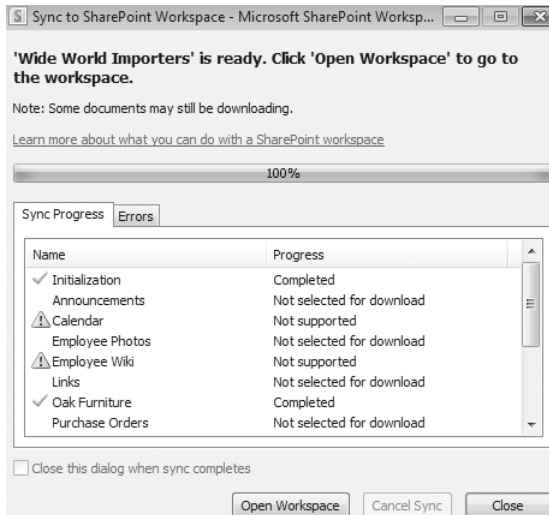 Sync to SharePoint Workspace - Microsoft SharePoint Worksp...
'Wide World Importers' is ready. Click 'Open Workspace' to go to
the workspace.
Note: Some documents may still be downloading.
Learn more about what you can do with a SharePoint workspace
100%
Sync Progress Errors
Name Progress
Initialization Completed
Announcements Not selected for download
Calendar Not supported
Employee Photos Not selected for download
Employee Wiki Not supported
Links Not selected for download
Oak Furniture Completed
Purchase Orders Not selected for download
Close this dialog when sync completes
Open Workspace Cancel Sync Close